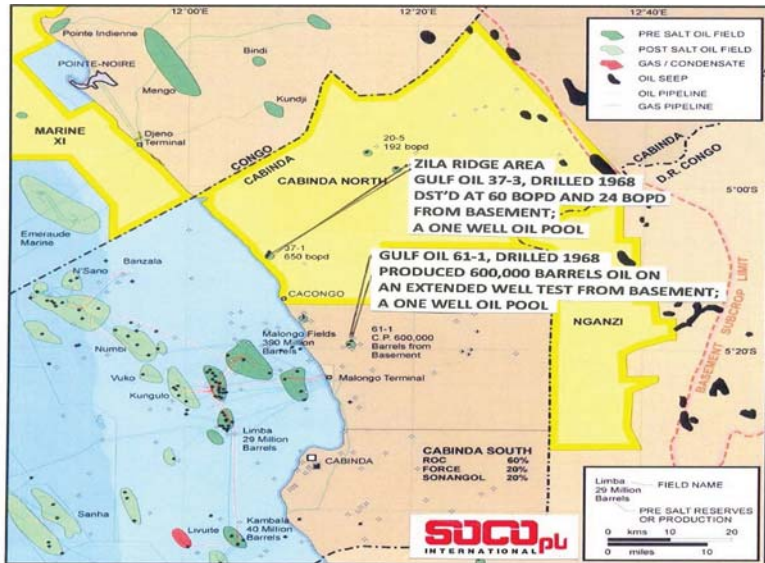 12°00'E
12°20'E
12°40'E
Pointe Indienne
POINTE-NOIRE
Bindi
Mengo
Kundji
Djeno
Terminal
MARINE
XI
PRE SALT OIL FIELD
POST SALT OIL FIELD
GAS / CONDENSATE
OIL SEEP
OIL PIPELINE
GAS PIPELINE
CONGO
CABINDA
20-5
192 bopd
CABINDA NORTH
CABINDA
D.R. CONGO
5°00'S
ZILA RIDGE AREA
GULF OIL 37-3, DRILLED 1968
DST'D AT 60 BOPD AND 24 BOPD
FROM BASEMENT;
A ONE WELL OIL POOL
Emeraude
Marine
37-1
650 bopd
GULF OIL 61-1, DRILLED 1968
PRODUCED 600,000 BARRELS OIL ON
AN EXTENDED WELL TEST FROM BASEMENT;
A ONE WELL OIL POOL
Banzala
N'Sano
CACONGO
NGANZI
BASEMENT SUBCROP LIMIT
Malongo Fields
390 Million
Barrels
61-1
C.P. 600,000
Barrels from
Basement
5°20'S
Numbi
Vuko
Kungulo
Malongo Terminal
Limba
29 Million
Barrels
CABINDA
CABINDA SOUTH
ROC 60%
FORCE 20%
SONANGOL 20%
Sanha
Livuite
Kambala
40 Million
Barrels
SOCO plc
INTERNATIONAL
Limba
29 Million
Barrels
FIELD NAME
PRE SALT RESERVES
OR PRODUCTION
0 kms 10 20
0 miles 10